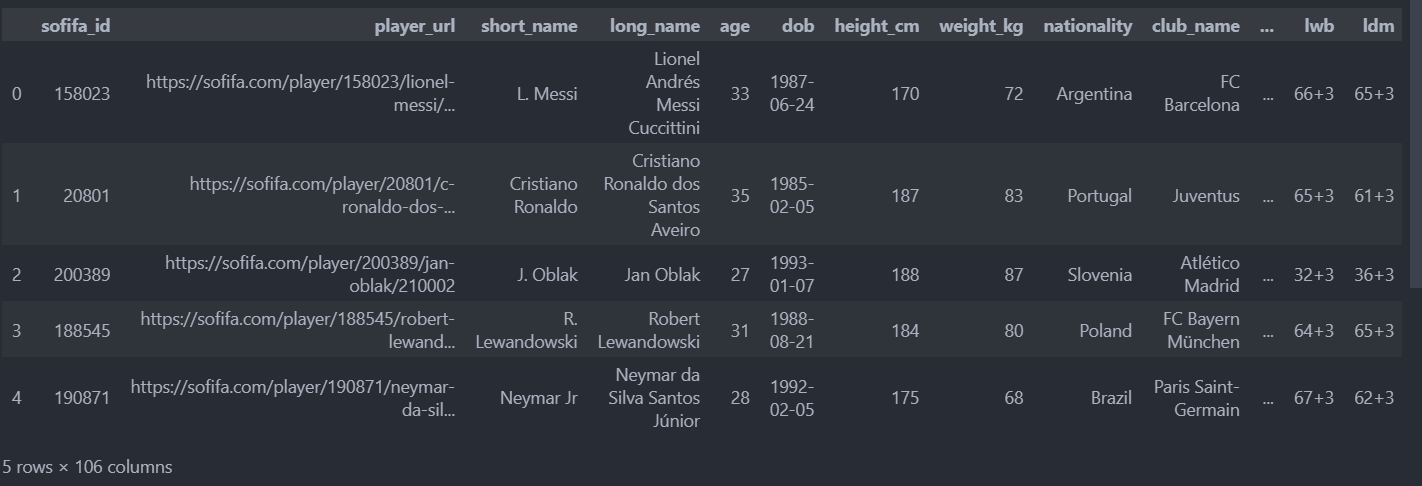 sofifa_id player_url short_name long_name age dob height_cm weight_kg nationality club_name ... lwb ldm
0 158023 https://sofifa.com/player/158023/lionel-messi/... L. Messi Lionel Andrés Messi Cuccittini 33 1987-06-24 170 72 Argentina FC Barcelona ... 66+3 65+3
1 20801 https://sofifa.com/player/20801/c-ronaldo-dos-... Cristiano Ronaldo Cristiano Ronaldo dos Santos Aveiro 35 1985-02-05 187 83 Portugal Juventus ... 65+3 61+3
2 200389 https://sofifa.com/player/200389/jan-oblak/210002 J. Oblak Jan Oblak 27 1993-01-07 188 87 Slovenia Atlético Madrid ... 32+3 36+3
3 188545 https://sofifa.com/player/188545/robert-lewand... R. Lewandowski Robert Lewandowski 31 1988-08-21 184 80 Poland FC Bayern München ... 64+3 65+3
4 190871 https://sofifa.com/player/190871/neymar-da-sil... Neymar Jr Neymar da Silva Santos Júnior 28 1992-02-05 175 68 Brazil Paris Saint-Germain ... 67+3 62+3
5 rows × 106 columns